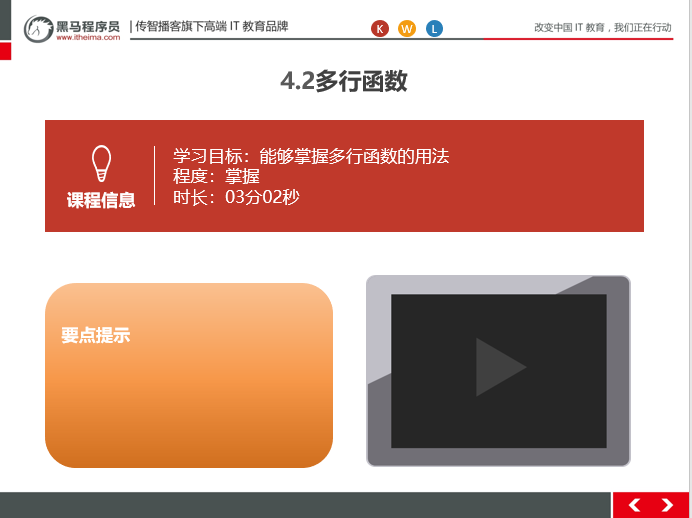 黑马程序员
www.itheima.com
传智播客旗下高端 IT 教育品牌
K W L
改变中国 IT 教育，我们正在行动
4.2多行函数
课程信息
学习目标：能够掌握多行函数的用法
程度：掌握
时长：03分02秒
要点提示